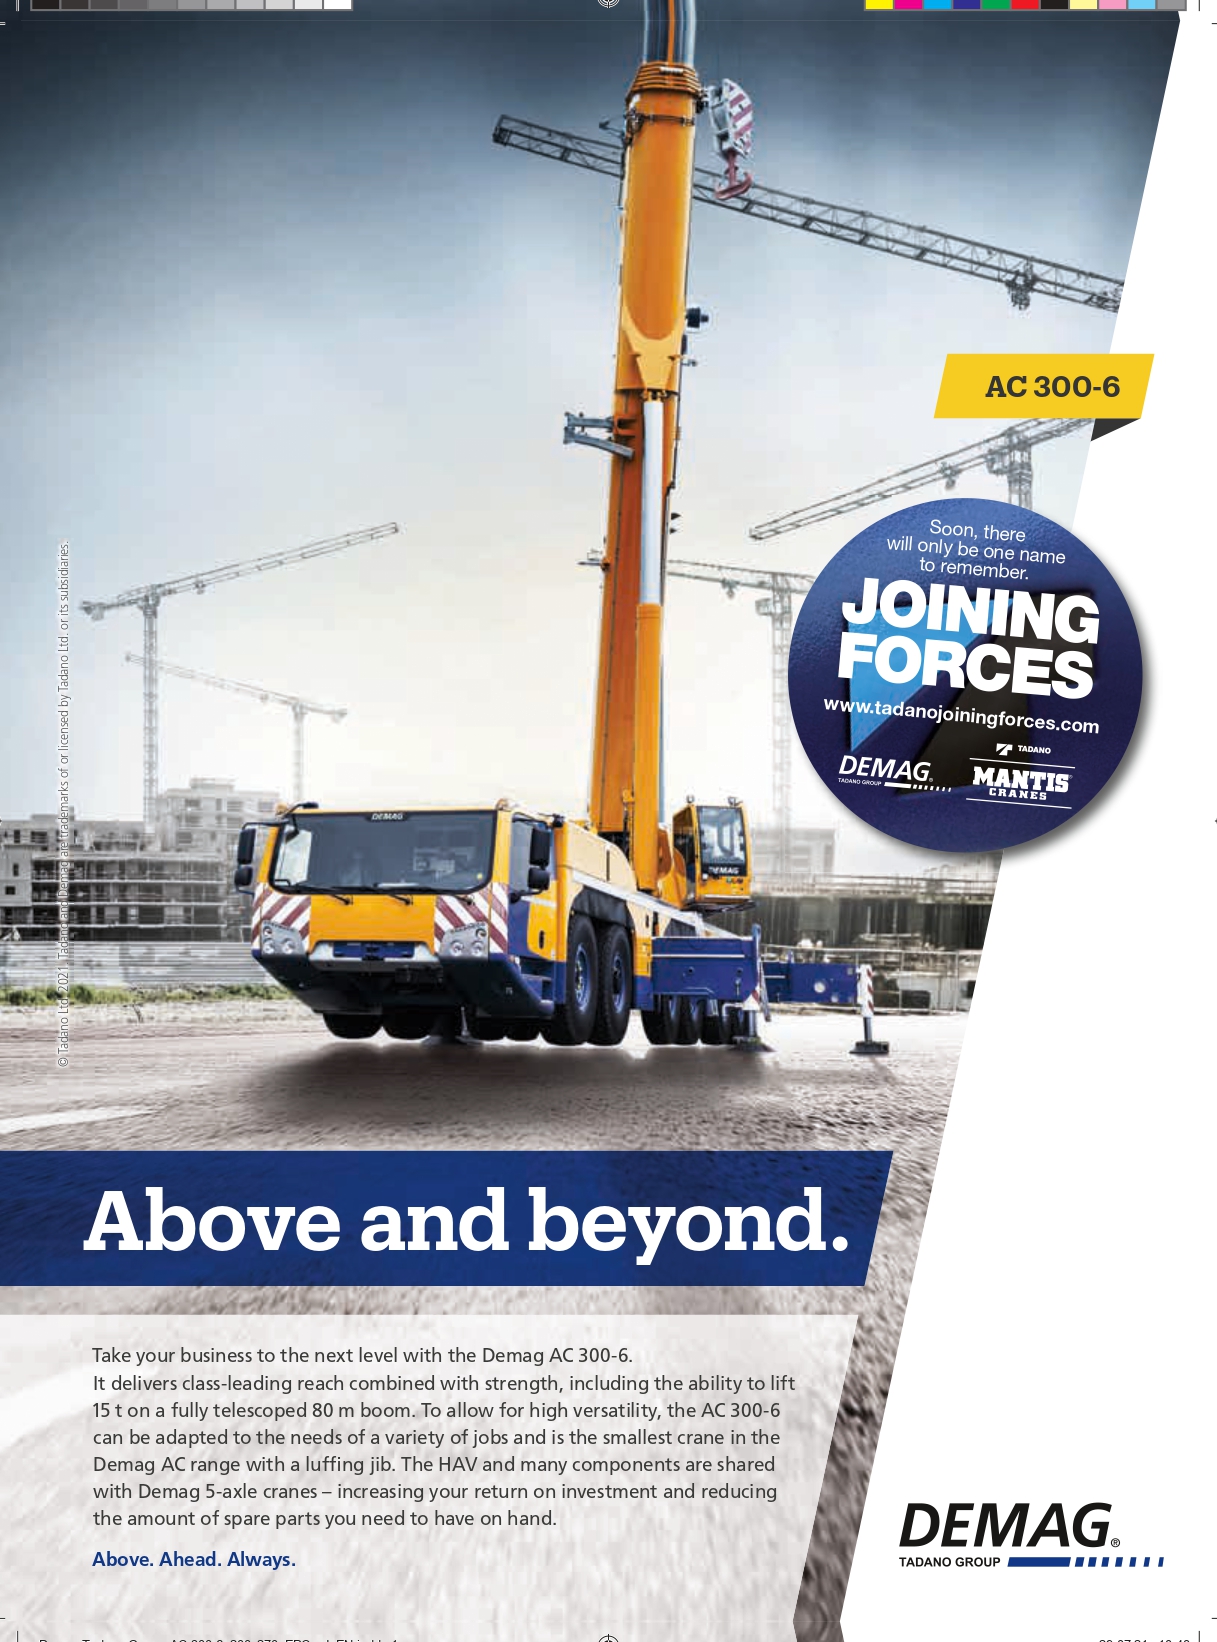 AC 300-6
Soon, there
will only be one name
to remember.
JOINING
FORCES
www.tadanojoiningforces.com
DEMAG®
TADANO GROUP
TADANO
MANTIS®
CRANES
© Tadano Ltd. 2021. Tadano and Demag are trademarks of or licensed by Tadano Ltd. or its subsidiaries.
DEMAG
DEMAG
Above and beyond.
Take your business to the next level with the Demag AC 300-6.
It delivers class-leading reach combined with strength, including the ability to lift
15 t on a fully telescoped 80 m boom. To allow for high versatility, the AC 300-6
can be adapted to the needs of a variety of jobs and is the smallest crane in the
Demag AC range with a luffing jib. The HAV and many components are shared
with Demag 5-axle cranes – increasing your return on investment and reducing
the amount of spare parts you need to have on hand.
Above. Ahead. Always.
DEMAG®
TADANO GROUP